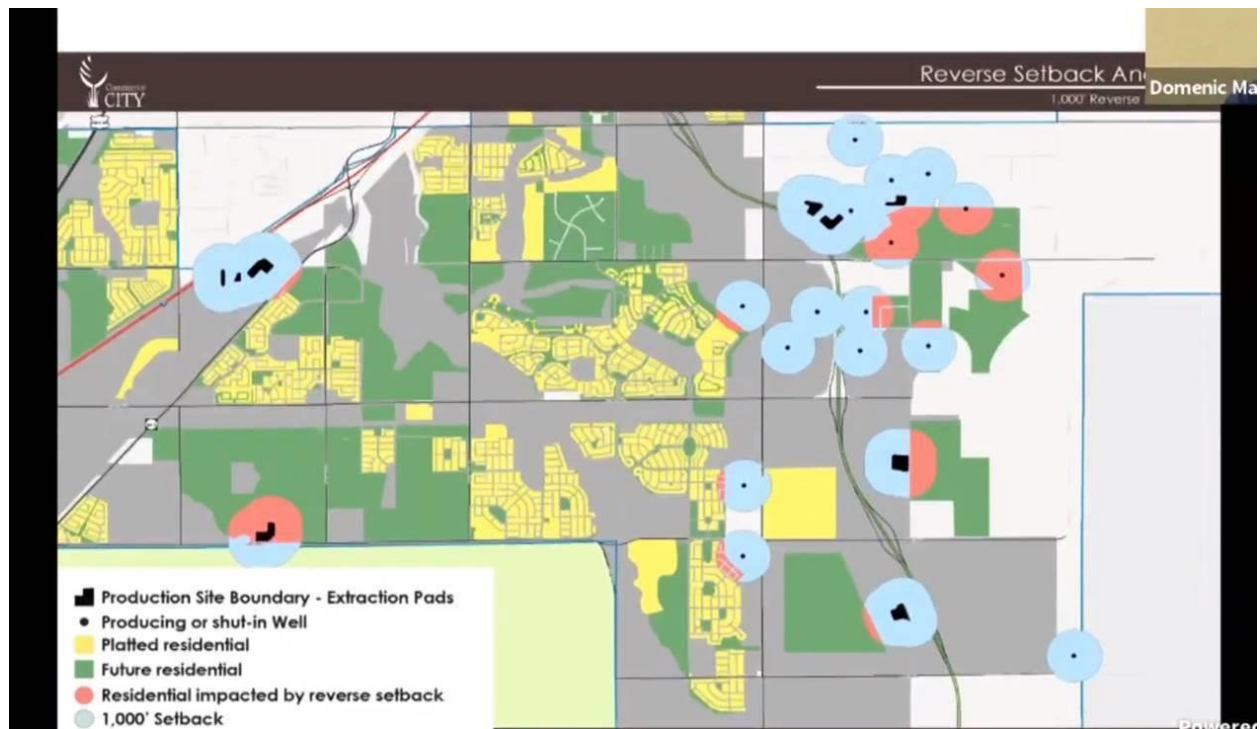 CITY
Reverse Setback An
1,000' Reverse
Domenic Ma
Production Site Boundary - Extraction Pads
Producing or shut-in Well
Platted residential
Future residential
Residential impacted by reverse setback
1,000' Setback
Powered